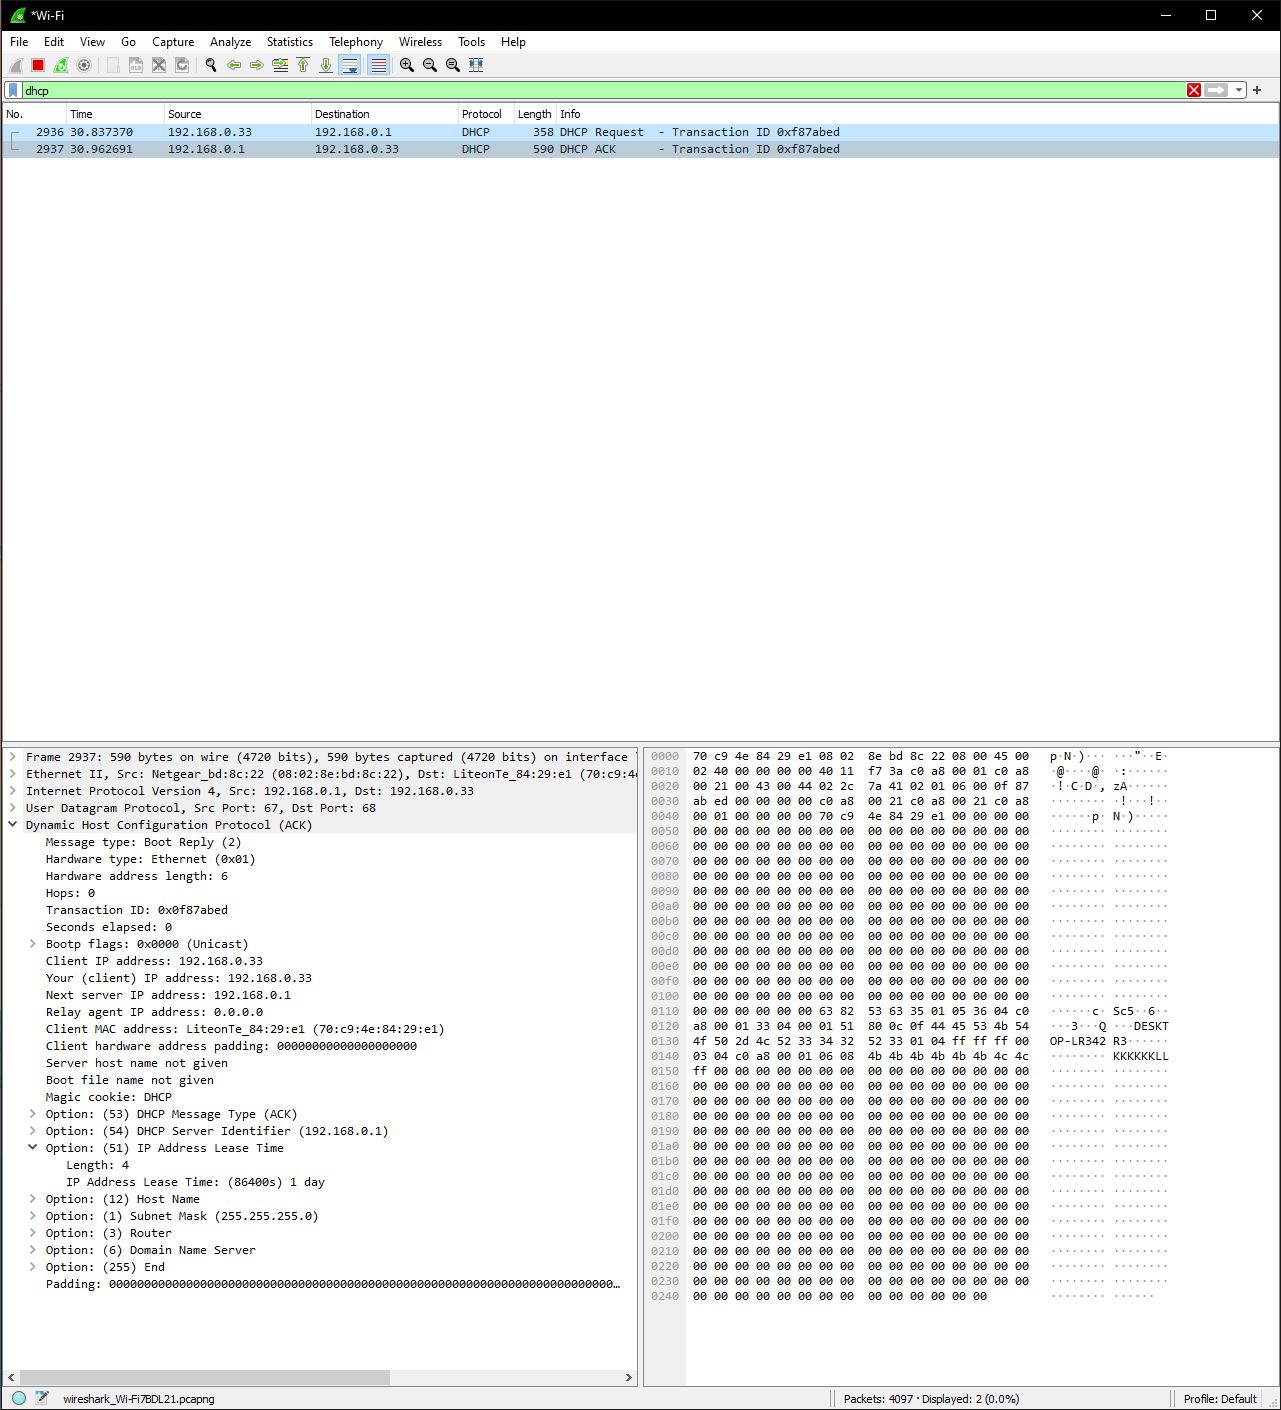 *Wi-Fi
File Edit View Go Capture Analyze Statistics Telephony Wireless Tools Help
dhcp
No. Time Source Destination Protocol Length Info
2936 30.837370 192.168.0.33 192.168.0.1 DHCP 358 DHCP Request - Transaction ID 0xf87abed
2937 30.962691 192.168.0.1 192.168.0.33 DHCP 590 DHCP ACK - Transaction ID 0xf87abed
Frame 2937: 590 bytes on wire (4720 bits), 590 bytes captured (4720 bits) on interface
Ethernet II, Src: Netgear_bd:8c:22 (08:02:8e:bd:8c:22), Dst: LiteonTe_84:29:e1 (70:c9:4e
Internet Protocol Version 4, Src: 192.168.0.1, Dst: 192.168.0.33
User Datagram Protocol, Src Port: 67, Dst Port: 68
Dynamic Host Configuration Protocol (ACK)
Message type: Boot Reply (2)
Hardware type: Ethernet (0x01)
Hardware address length: 6
Hops: 0
Transaction ID: 0x0f87abed
Seconds elapsed: 0
Bootp flags: 0x0000 (Unicast)
Client IP address: 192.168.0.33
Your (client) IP address: 192.168.0.33
Next server IP address: 192.168.0.1
Relay agent IP address: 0.0.0.0
Client MAC address: LiteonTe_84:29:e1 (70:c9:4e:84:29:e1)
Client hardware address padding: 00000000000000000000
Server host name not given
Boot file name not given
Magic cookie: DHCP
Option: (53) DHCP Message Type (ACK)
Option: (54) DHCP Server Identifier (192.168.0.1)
Option: (51) IP Address Lease Time
Length: 4
IP Address Lease Time: (86400s) 1 day
Option: (12) Host Name
Option: (1) Subnet Mask (255.255.255.0)
Option: (3) Router
Option: (6) Domain Name Server
Option: (255) End
Padding: 000000000000000000000000000000000000000000000000000000000000000000000000…
0000 70 c9 4e 84 29 e1 08 02 8e bd 8c 22 08 00 45 00 p·N·)··· ···"··E·
0010 02 40 00 00 00 00 40 11 f7 3a c0 a8 00 01 c0 a8 ·@····@· ·:······
0020 00 21 00 43 00 44 02 2c 7a 41 02 01 06 00 0f 87 ·!·C·D·, zA······
0030 ab ed 00 00 00 00 c0 a8 00 21 c0 a8 00 21 c0 a8 ········ ·!···!··
0040 00 01 00 00 00 00 70 c9 4e 84 29 e1 00 00 00 00 ······p· N·)·····
0050 00 00 00 00 00 00 00 00 00 00 00 00 00 00 00 00 ········ ········
0060 00 00 00 00 00 00 00 00 00 00 00 00 00 00 00 00 ········ ········
0070 00 00 00 00 00 00 00 00 00 00 00 00 00 00 00 00 ········ ········
0080 00 00 00 00 00 00 00 00 00 00 00 00 00 00 00 00 ········ ········
0090 00 00 00 00 00 00 00 00 00 00 00 00 00 00 00 00 ········ ········
00a0 00 00 00 00 00 00 00 00 00 00 00 00 00 00 00 00 ········ ········
00b0 00 00 00 00 00 00 00 00 00 00 00 00 00 00 00 00 ········ ········
00c0 00 00 00 00 00 00 00 00 00 00 00 00 00 00 00 00 ········ ········
00d0 00 00 00 00 00 00 00 00 00 00 00 00 00 00 00 00 ········ ········
00e0 00 00 00 00 00 00 00 00 00 00 00 00 00 00 00 00 ········ ········
00f0 00 00 00 00 00 00 00 00 00 00 00 00 00 00 00 00 ········ ········
0100 00 00 00 00 00 00 00 00 00 00 00 00 00 00 00 00 ········ ········
0110 00 00 00 00 00 00 63 82 53 63 35 01 05 36 04 c0 ······c· Sc5··6··
0120 a8 00 01 33 04 00 01 51 80 0c 0f 44 45 53 4b 54 ···3···Q ···DESKT
0130 4f 50 2d 4c 52 33 34 32 52 33 01 04 ff ff ff 00 OP-LR342 R3······
0140 03 04 c0 a8 00 01 06 08 4b 4b 4b 4b 4b 4b 4c 4c ········ KKKKKKLL
0150 ff 00 00 00 00 00 00 00 00 00 00 00 00 00 00 00 ········ ········
0160 00 00 00 00 00 00 00 00 00 00 00 00 00 00 00 00 ········ ········
0170 00 00 00 00 00 00 00 00 00 00 00 00 00 00 00 00 ········ ········
0180 00 00 00 00 00 00 00 00 00 00 00 00 00 00 00 00 ········ ········
0190 00 00 00 00 00 00 00 00 00 00 00 00 00 00 00 00 ········ ········
01a0 00 00 00 00 00 00 00 00 00 00 00 00 00 00 00 00 ········ ········
01b0 00 00 00 00 00 00 00 00 00 00 00 00 00 00 00 00 ········ ········
01c0 00 00 00 00 00 00 00 00 00 00 00 00 00 00 00 00 ········ ········
01d0 00 00 00 00 00 00 00 00 00 00 00 00 00 00 00 00 ········ ········
01e0 00 00 00 00 00 00 00 00 00 00 00 00 00 00 00 00 ········ ········
01f0 00 00 00 00 00 00 00 00 00 00 00 00 00 00 00 00 ········ ········
0200 00 00 00 00 00 00 00 00 00 00 00 00 00 00 00 00 ········ ········
0210 00 00 00 00 00 00 00 00 00 00 00 00 00 00 00 00 ········ ········
0220 00 00 00 00 00 00 00 00 00 00 00 00 00 00 00 00 ········ ········
0230 00 00 00 00 00 00 00 00 00 00 00 00 00 00 00 00 ········ ········
0240 00 00 00 00 00 00 00 00 00 00 00 00 00 00 ········ ······
wireshark_Wi-Fi7BDL21.pcapng Packets: 4097 · Displayed: 2 (0.0%) Profile: Default